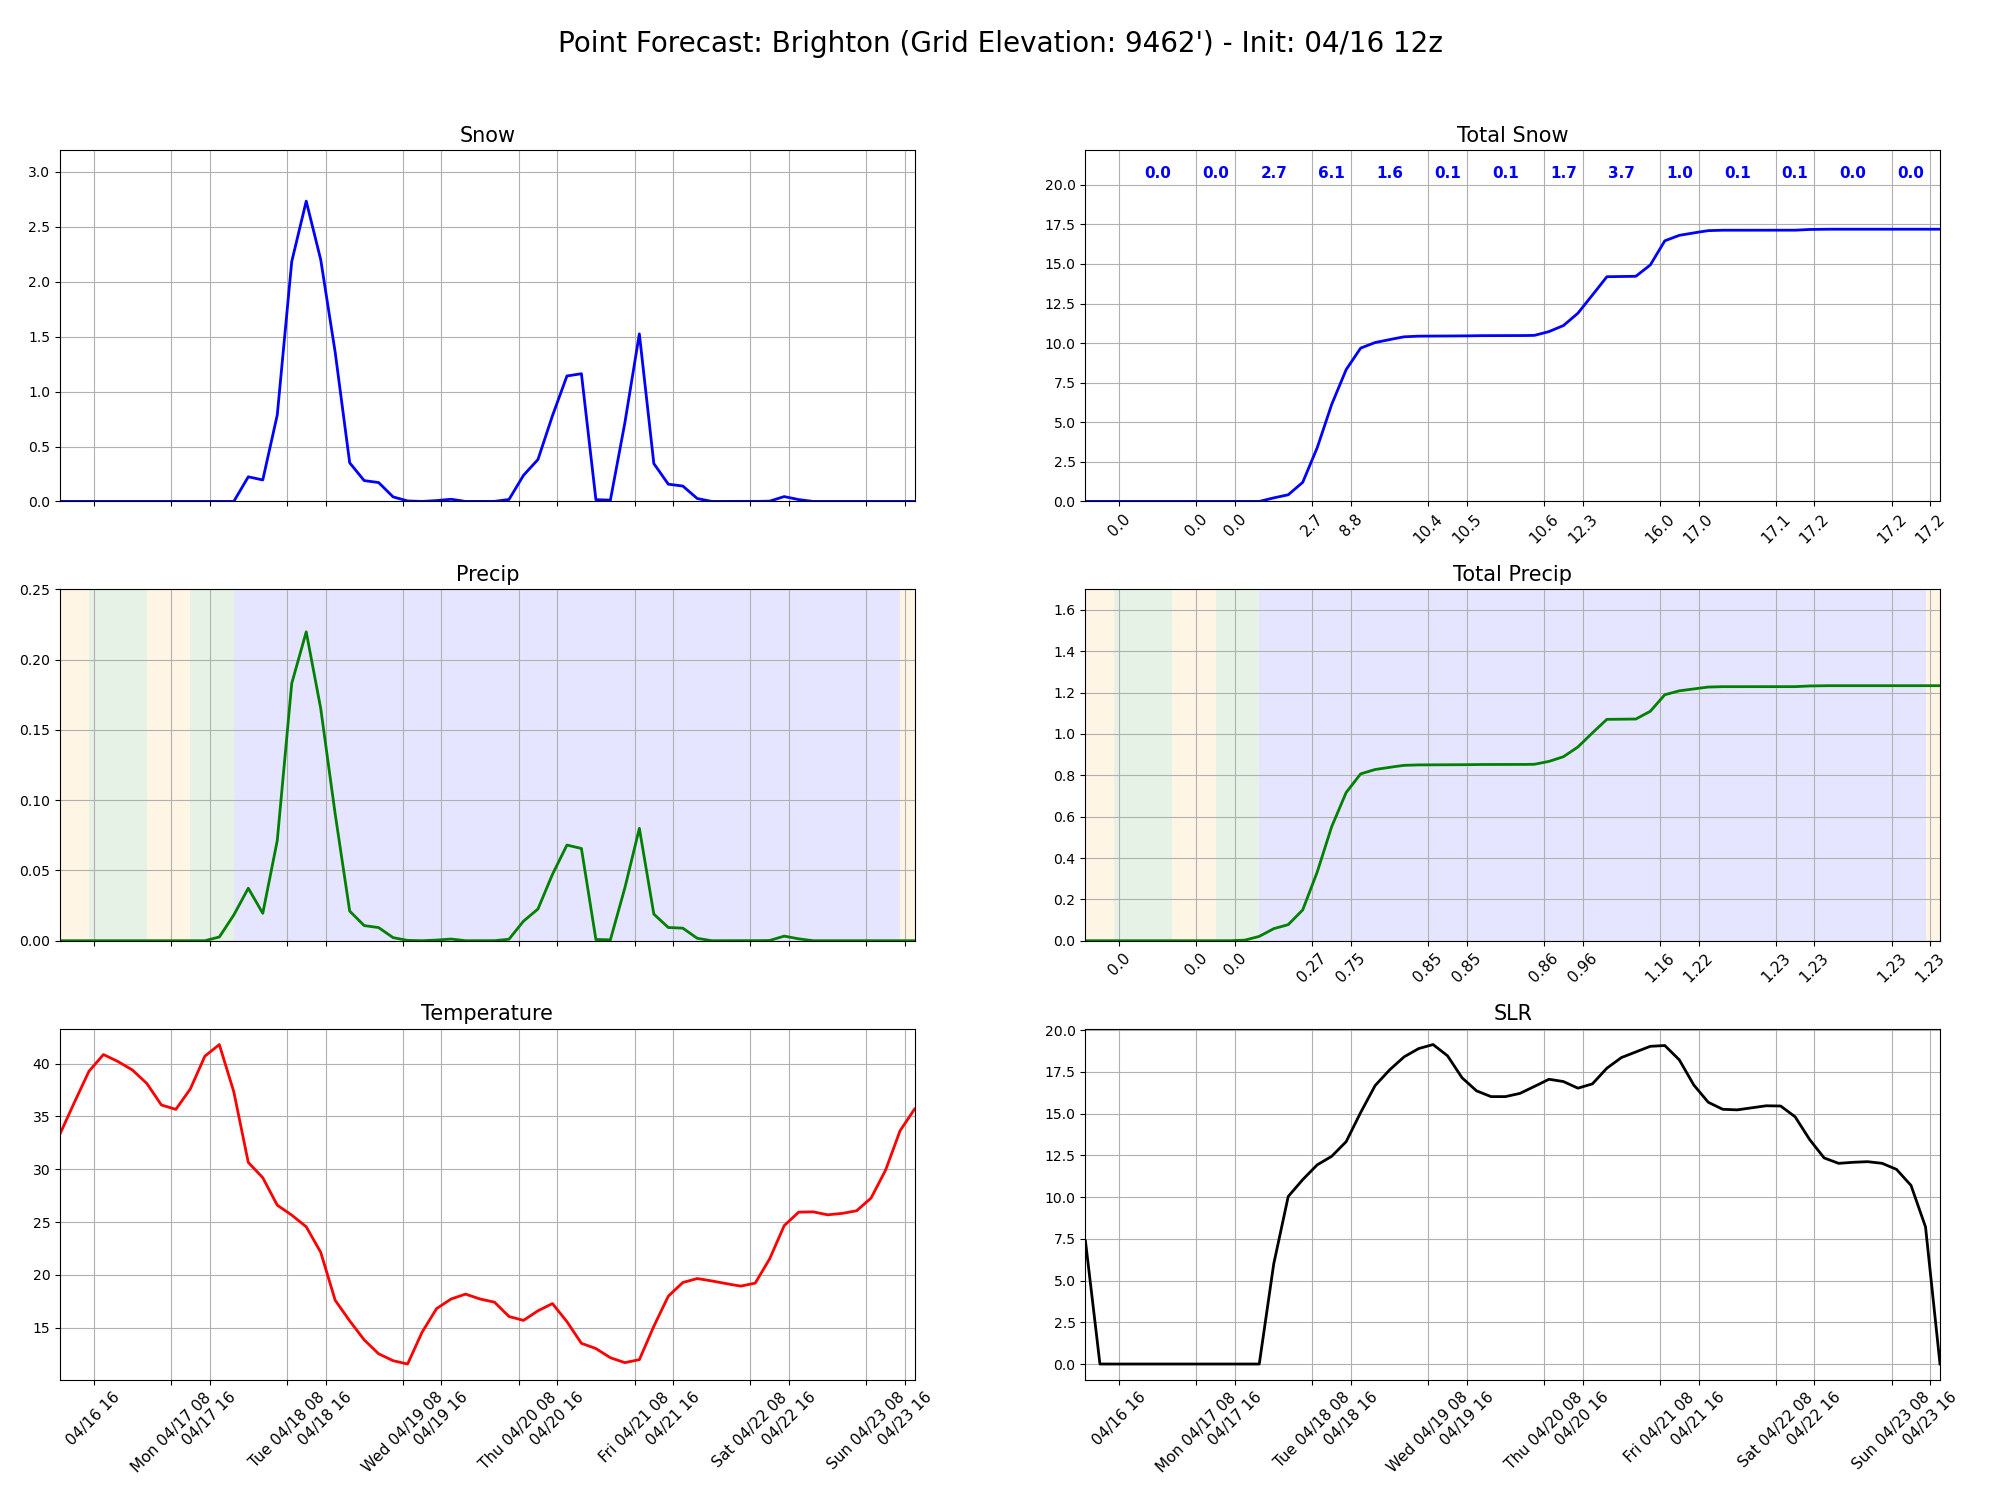 Point Forecast: Brighton (Grid Elevation: 9462') - Init: 04/16 12z
Snow
3.0
2.5
2.0
1.5
1.0
0.5
0.0
Total Snow
0.0 0.0 2.7 6.1 1.6 0.1 0.1 1.7 3.7 1.0 0.1 0.1 0.0 0.0
20.0
17.5
15.0
12.5
10.0
7.5
5.0
2.5
0.0
0.0 0.0 0.0 2.7 8.8 10.4 10.5 10.6 12.3 16.0 17.0 17.1 17.2 17.2 17.2
Precip
0.25
0.20
0.15
0.10
0.05
0.00
Total Precip
1.6
1.4
1.2
1.0
0.8
0.6
0.4
0.2
0.0
0.0 0.0 0.0 0.27 0.75 0.85 0.85 0.86 0.96 1.16 1.22 1.23 1.23 1.23 1.23
Temperature
40
35
30
25
20
15
04/16 16
Mon 04/17 08
04/17 16
Tue 04/18 08
04/18 16
Wed 04/19 08
04/19 16
Thu 04/20 08
04/20 16
Fri 04/21 08
04/21 16
Sat 04/22 08
04/22 16
Sun 04/23 08
04/23 16
SLR
20.0
17.5
15.0
12.5
10.0
7.5
5.0
2.5
0.0
04/16 16
Mon 04/17 08
04/17 16
Tue 04/18 08
04/18 16
Wed 04/19 08
04/19 16
Thu 04/20 08
04/20 16
Fri 04/21 08
04/21 16
Sat 04/22 08
04/22 16
Sun 04/23 08
04/23 16